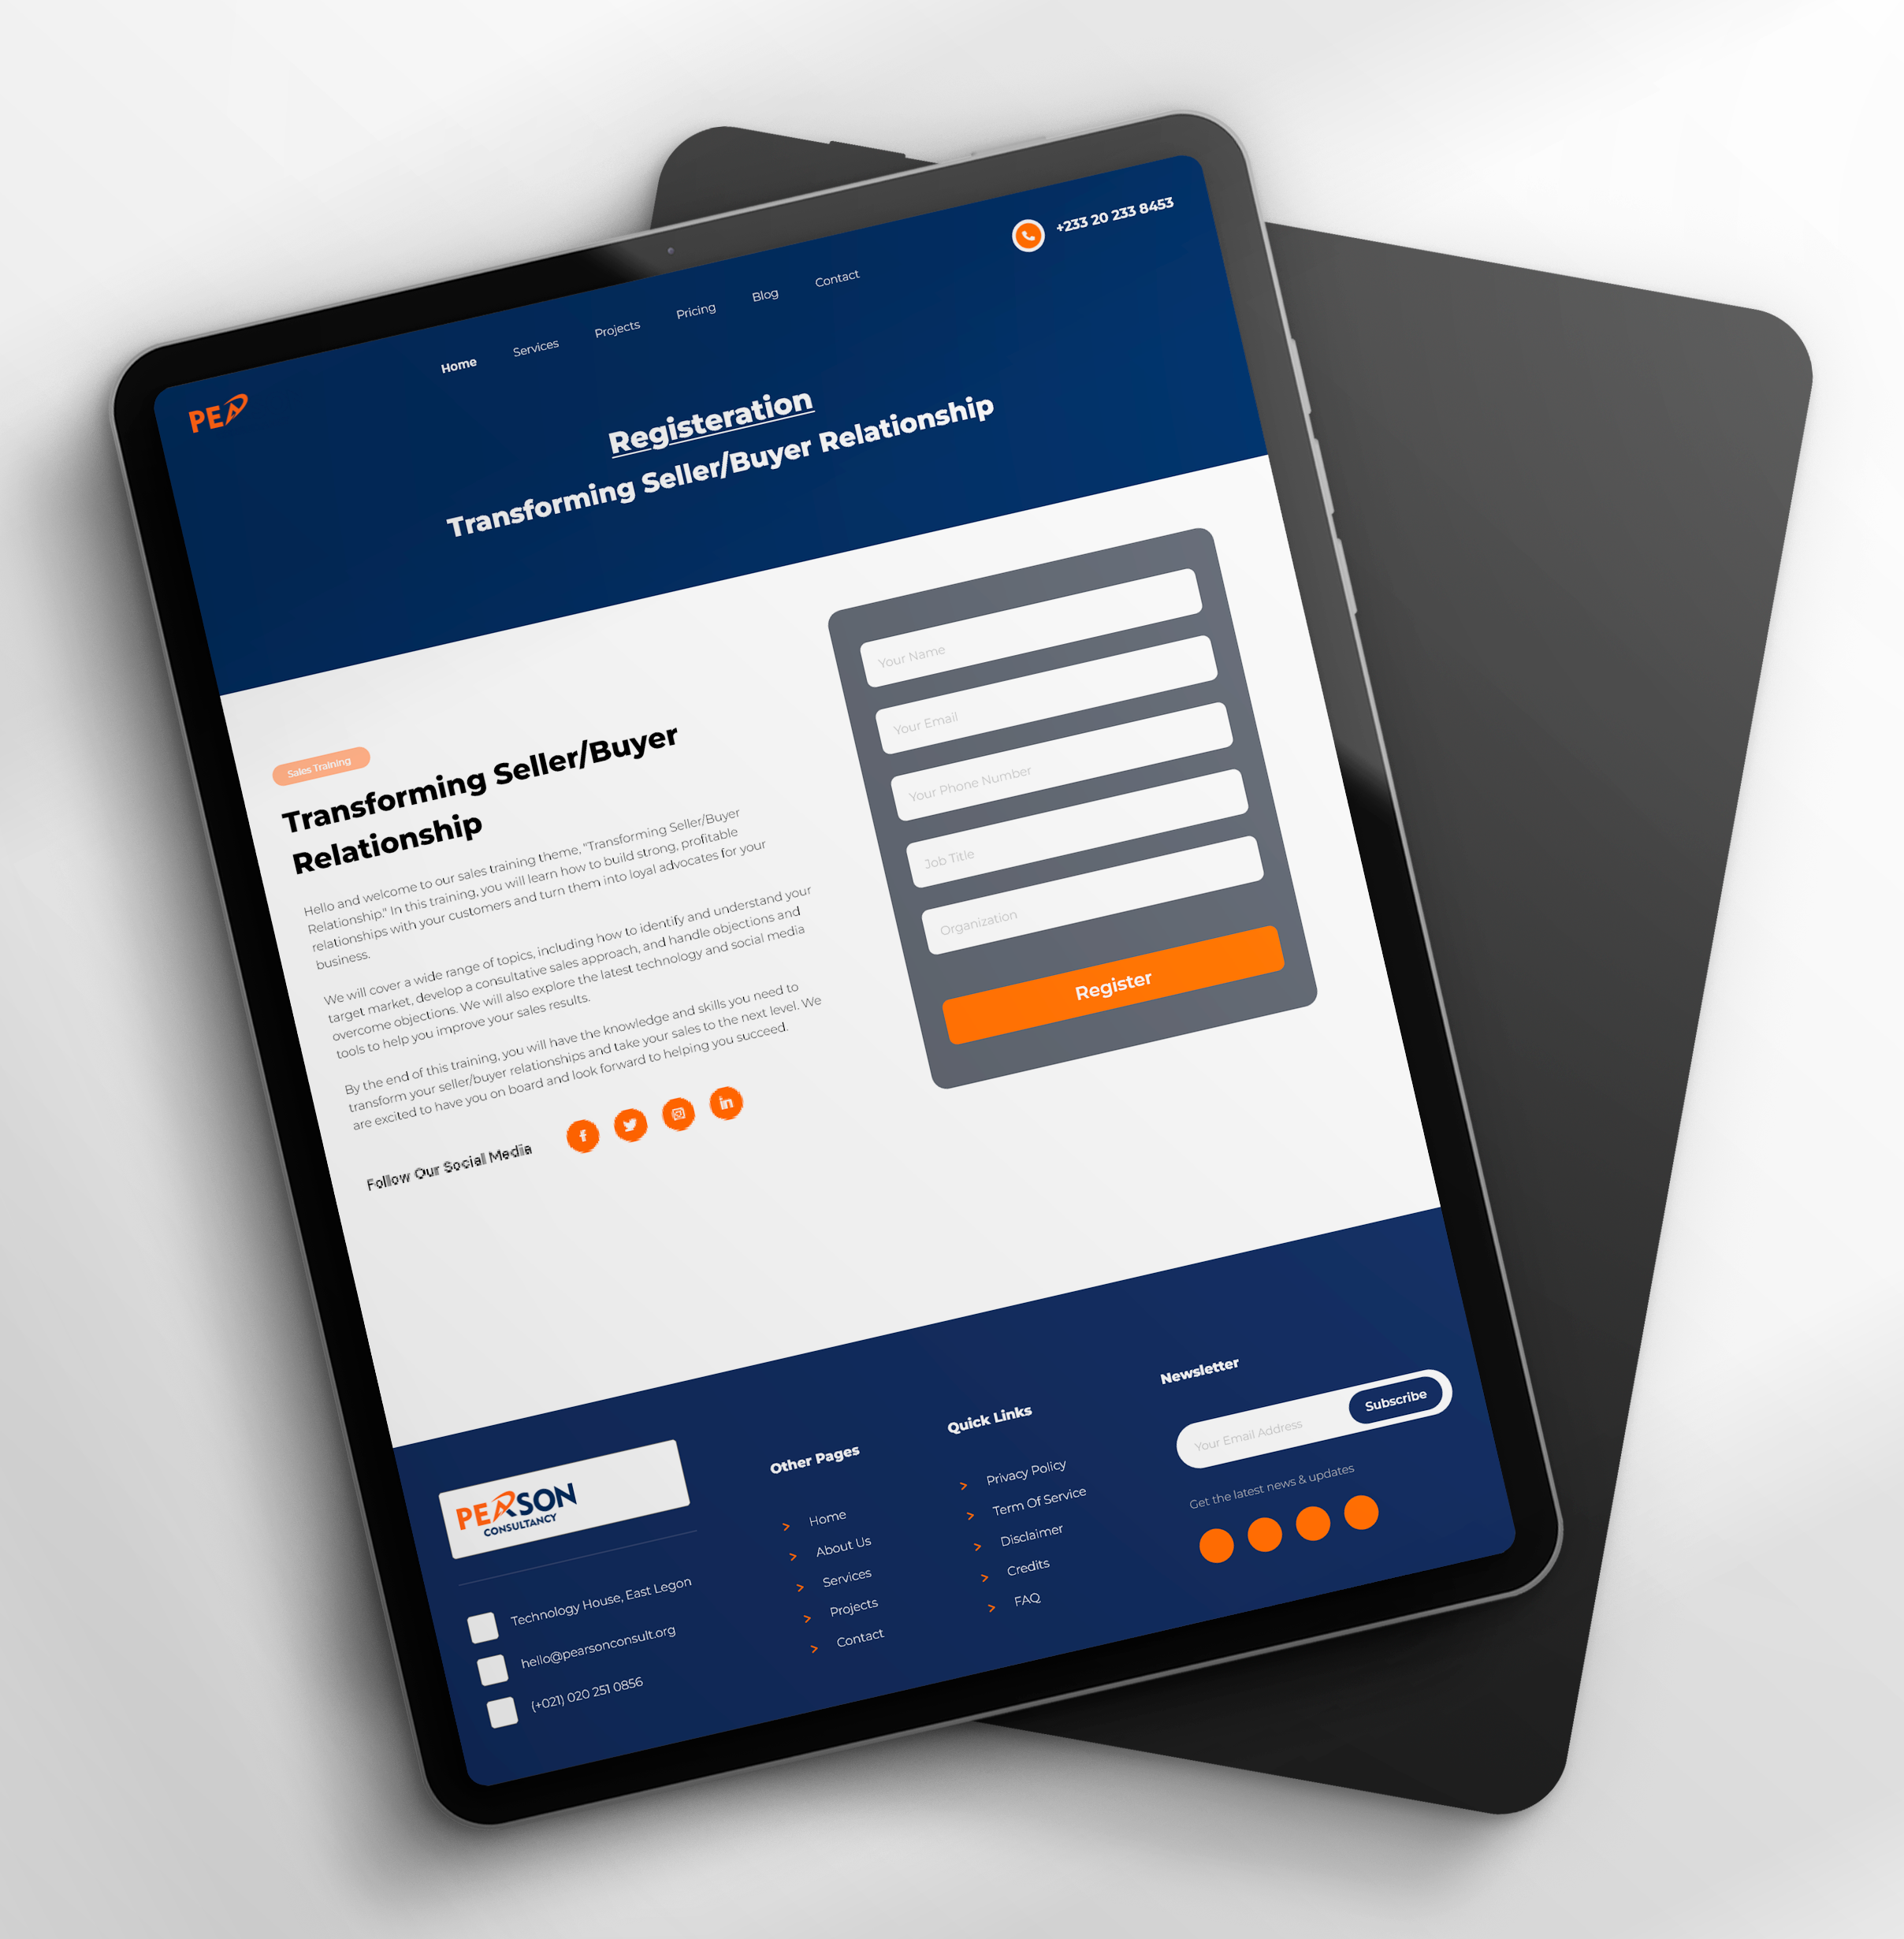 +233 20 233 8453
Home Services Projects Pricing Blog Contact
PEA
Registeration
Transforming Seller/Buyer Relationship
Sales Training
Transforming Seller/Buyer
Relationship
Hello and welcome to our sales training theme, "Transforming Seller/Buyer
Relationship." In this training, you will learn how to build strong, profitable
relationships with your customers and turn them into loyal advocates for your
business.
We will cover a wide range of topics, including how to identify and understand your
target market, develop a consultative sales approach, and handle objections and
overcome objections. We will also explore the latest technology and social media
tools to help you improve your sales results.
By the end of this training, you will have the knowledge and skills you need to
transform your seller/buyer relationships and take your sales to the next level. We
are excited to have you on board and look forward to helping you succeed.
Follow Our Social Media
Your Name
Your Email
Your Phone Number
Job Title
Organization
Register
PEARSON
CONSULTANCY
Technology House, East Legon
hello@pearsonconsult.org
(+021) 020 251 0856
Other Pages
> Home
> About Us
> Services
> Projects
> Contact
Quick Links
> Privacy Policy
> Term Of Service
> Disclaimer
> Credits
> FAQ
Newsletter
Your Email Address Subscribe
Get the latest news & updates